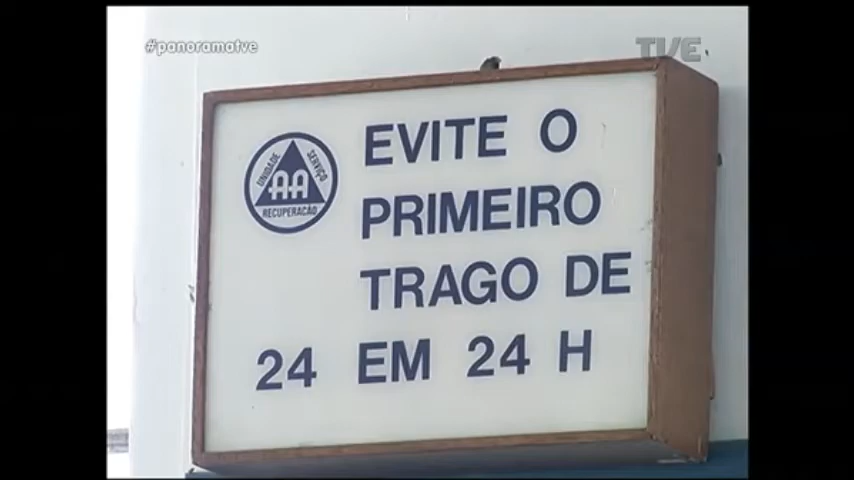 #panoramatve
TVE
EVITE O
PRIMEIRO
TRAGO DE
24 EM 24 H
UNIDADE
SERVIÇO
AA
RECUPERAÇÃO